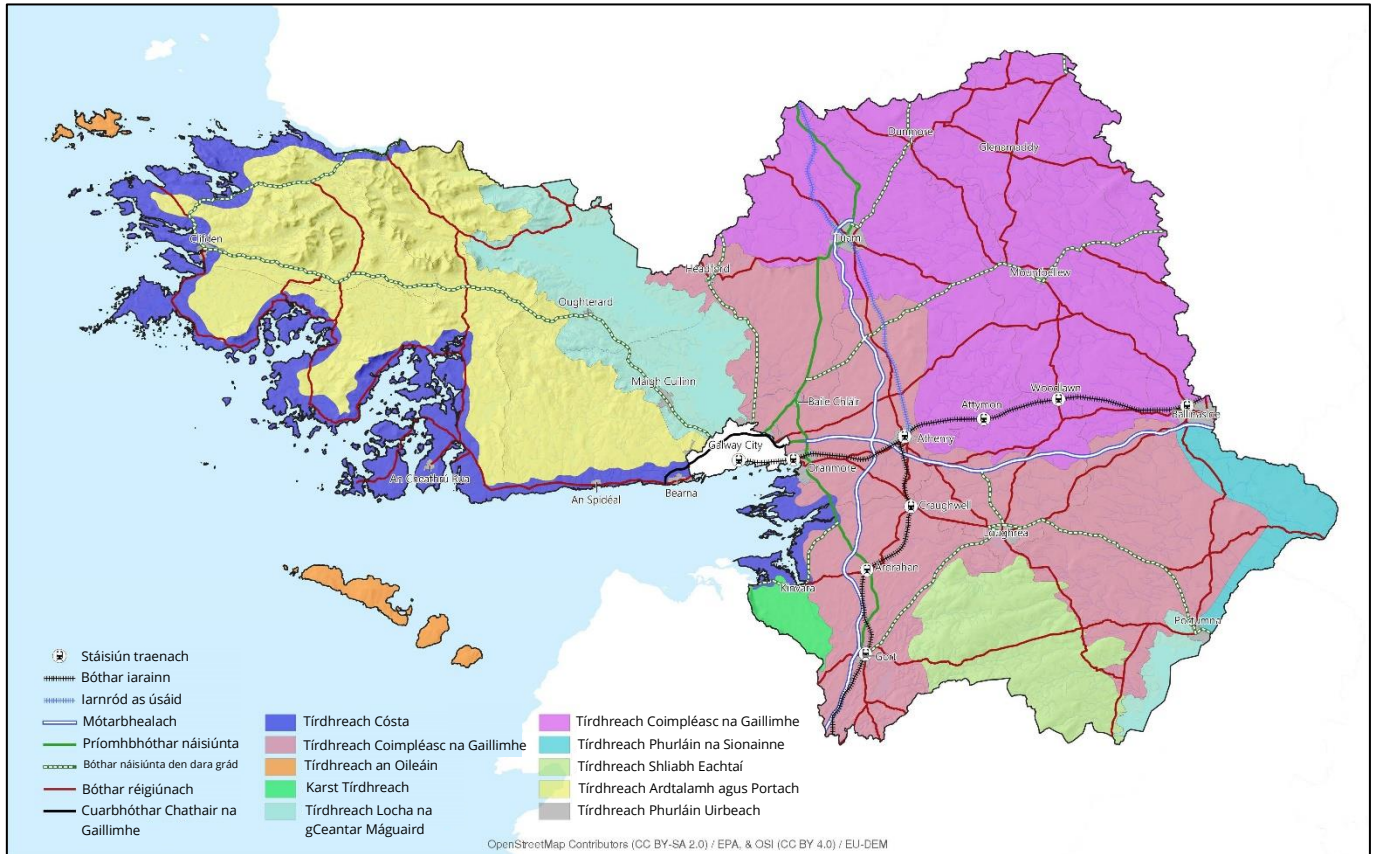 Dunmore
Glenamaddy
Tuam
Clifden
Headford
Mountbellew
Oughterard
Maigh Cuilinn
Baile Chláir
Woodlawn
Attymon
Ballinasloe
Galway City
Athenry
Oranmore
An Cheathrú Rua
An Spidéal
Bearna
Craughwell
Loughrea
Ardrahan
Kinvara
Portumna
Gort
Stáisiún traenach
Bóthar iarainn
Iarnród as úsáid
Mótarbhealach
Príomhbhóthar náisiúnta
Bóthar náisiúnta den dara grád
Bóthar réigiúnach
Cuarbhóthar Chathair na
Gaillimhe
Tírdhreach Cósta
Tírdhreach Coimpléasc na Gaillimhe
Tírdhreach an Oileáin
Karst Tírdhreach
Tírdhreach Locha na
gCeantar Máguaird
Tírdhreach Coimpléasc na Gaillimhe
Tírdhreach Phurláin na Sionainne
Tírdhreach Shliabh Eachtaí
Tírdhreach Ardtalamh agus Portach
Tírdhreach Phurláin Uirbeach
OpenStreetMap Contributors (CC BY-SA 2.0) / EPA, & OSI (CC BY 4.0) / EU-DEM